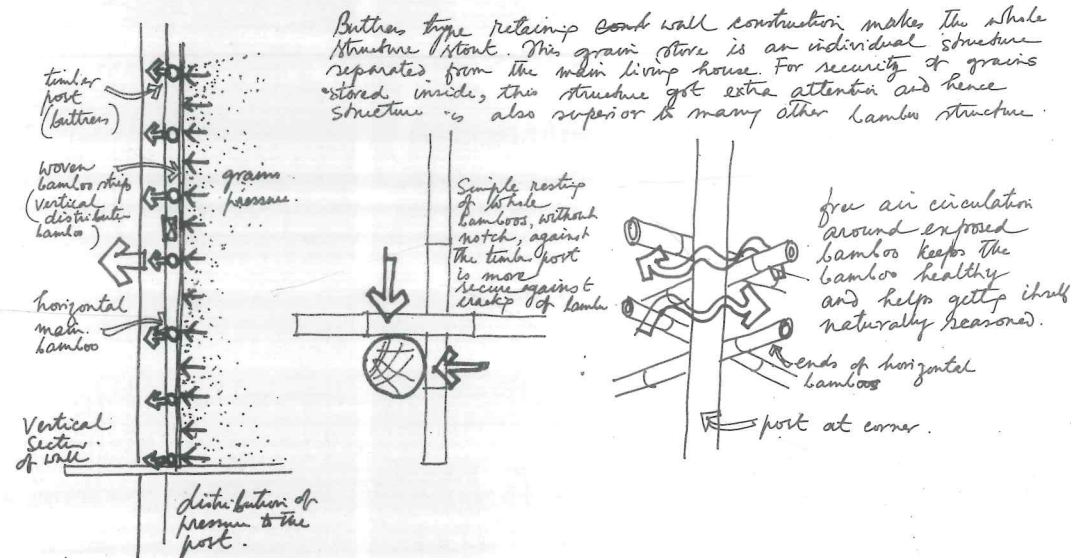 Buttress type retaining wall construction makes the whole
structure stout. This grain store is an individual structure
separated from the main living house. For security of grains
stored inside, this structure got extra attention and hence
structure is also superior to many other bamboo structure.
timber
post
(buttress)
woven
bamboo strip
(vertical
distribution
bamboo)
grains
pressure.
horizontal
main
bamboo
Vertical
Section
of wall
distribution of
pressure to the
post.
Simple resting
of whole
bamboos, without
notch, against
the timber post
is more
secure against
cracking of bamboo
free air circulation
around exposed
bamboo keeps the
bamboo healthy
and helps getting itself
naturally seasoned.
ends of horizontal
bamboos
post at corner.